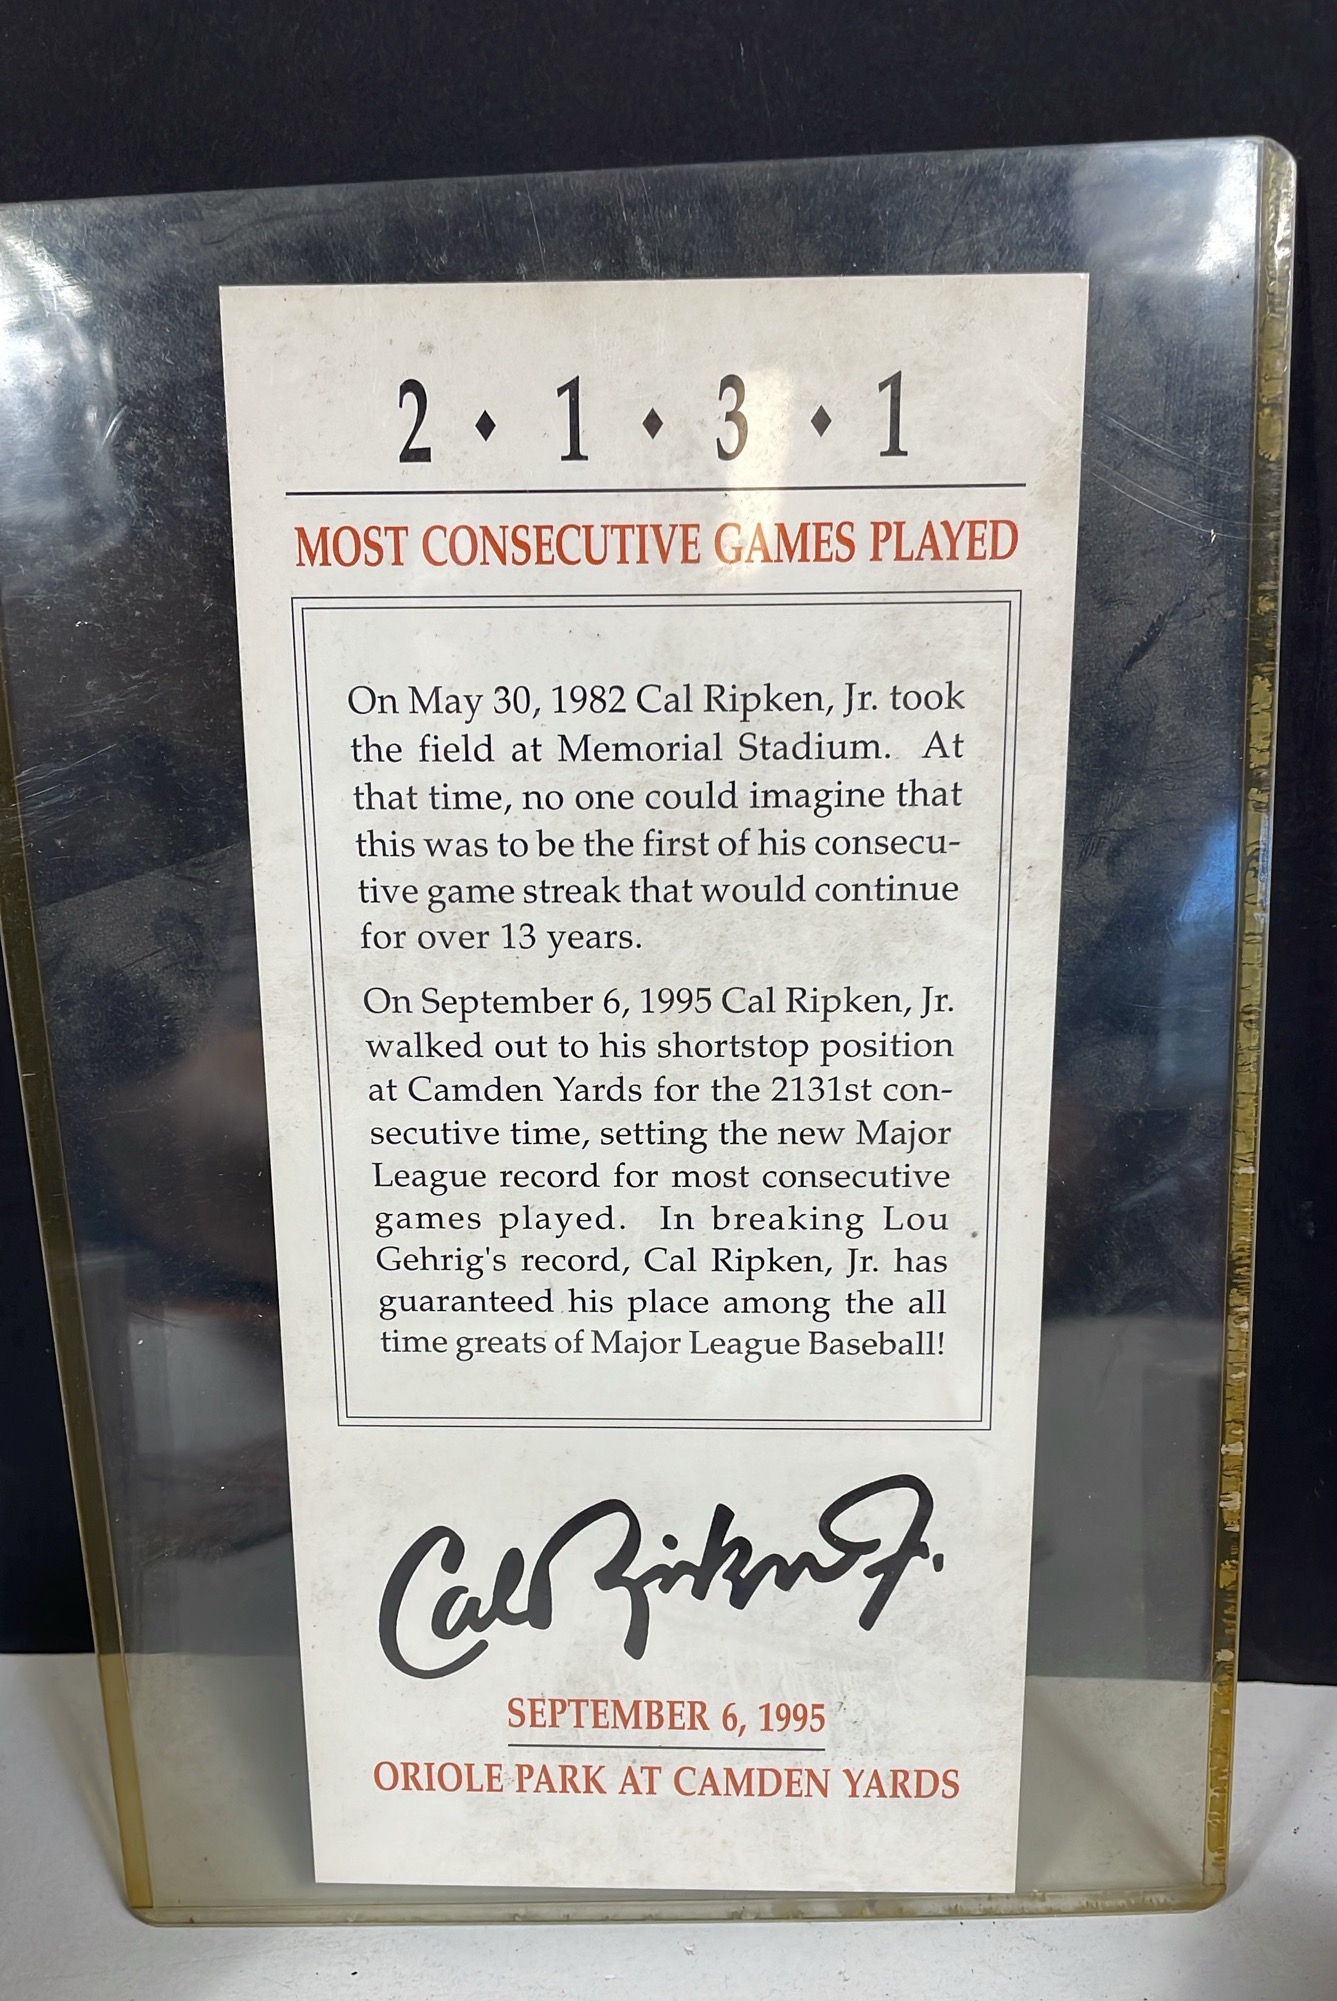 2 ♦ 1 ♦ 3 ♦ 1
MOST CONSECUTIVE GAMES PLAYED
On May 30, 1982 Cal Ripken, Jr. took
the field at Memorial Stadium. At
that time, no one could imagine that
this was to be the first of his consecu-
tive game streak that would continue
for over 13 years.
On September 6, 1995 Cal Ripken, Jr.
walked out to his shortstop position
at Camden Yards for the 2131st con-
secutive time, setting the new Major
League record for most consecutive
games played. In breaking Lou
Gehrig's record, Cal Ripken, Jr. has
guaranteed his place among the all
time greats of Major League Baseball!
Cal Ripken Jr.
SEPTEMBER 6, 1995
ORIOLE PARK AT CAMDEN YARDS